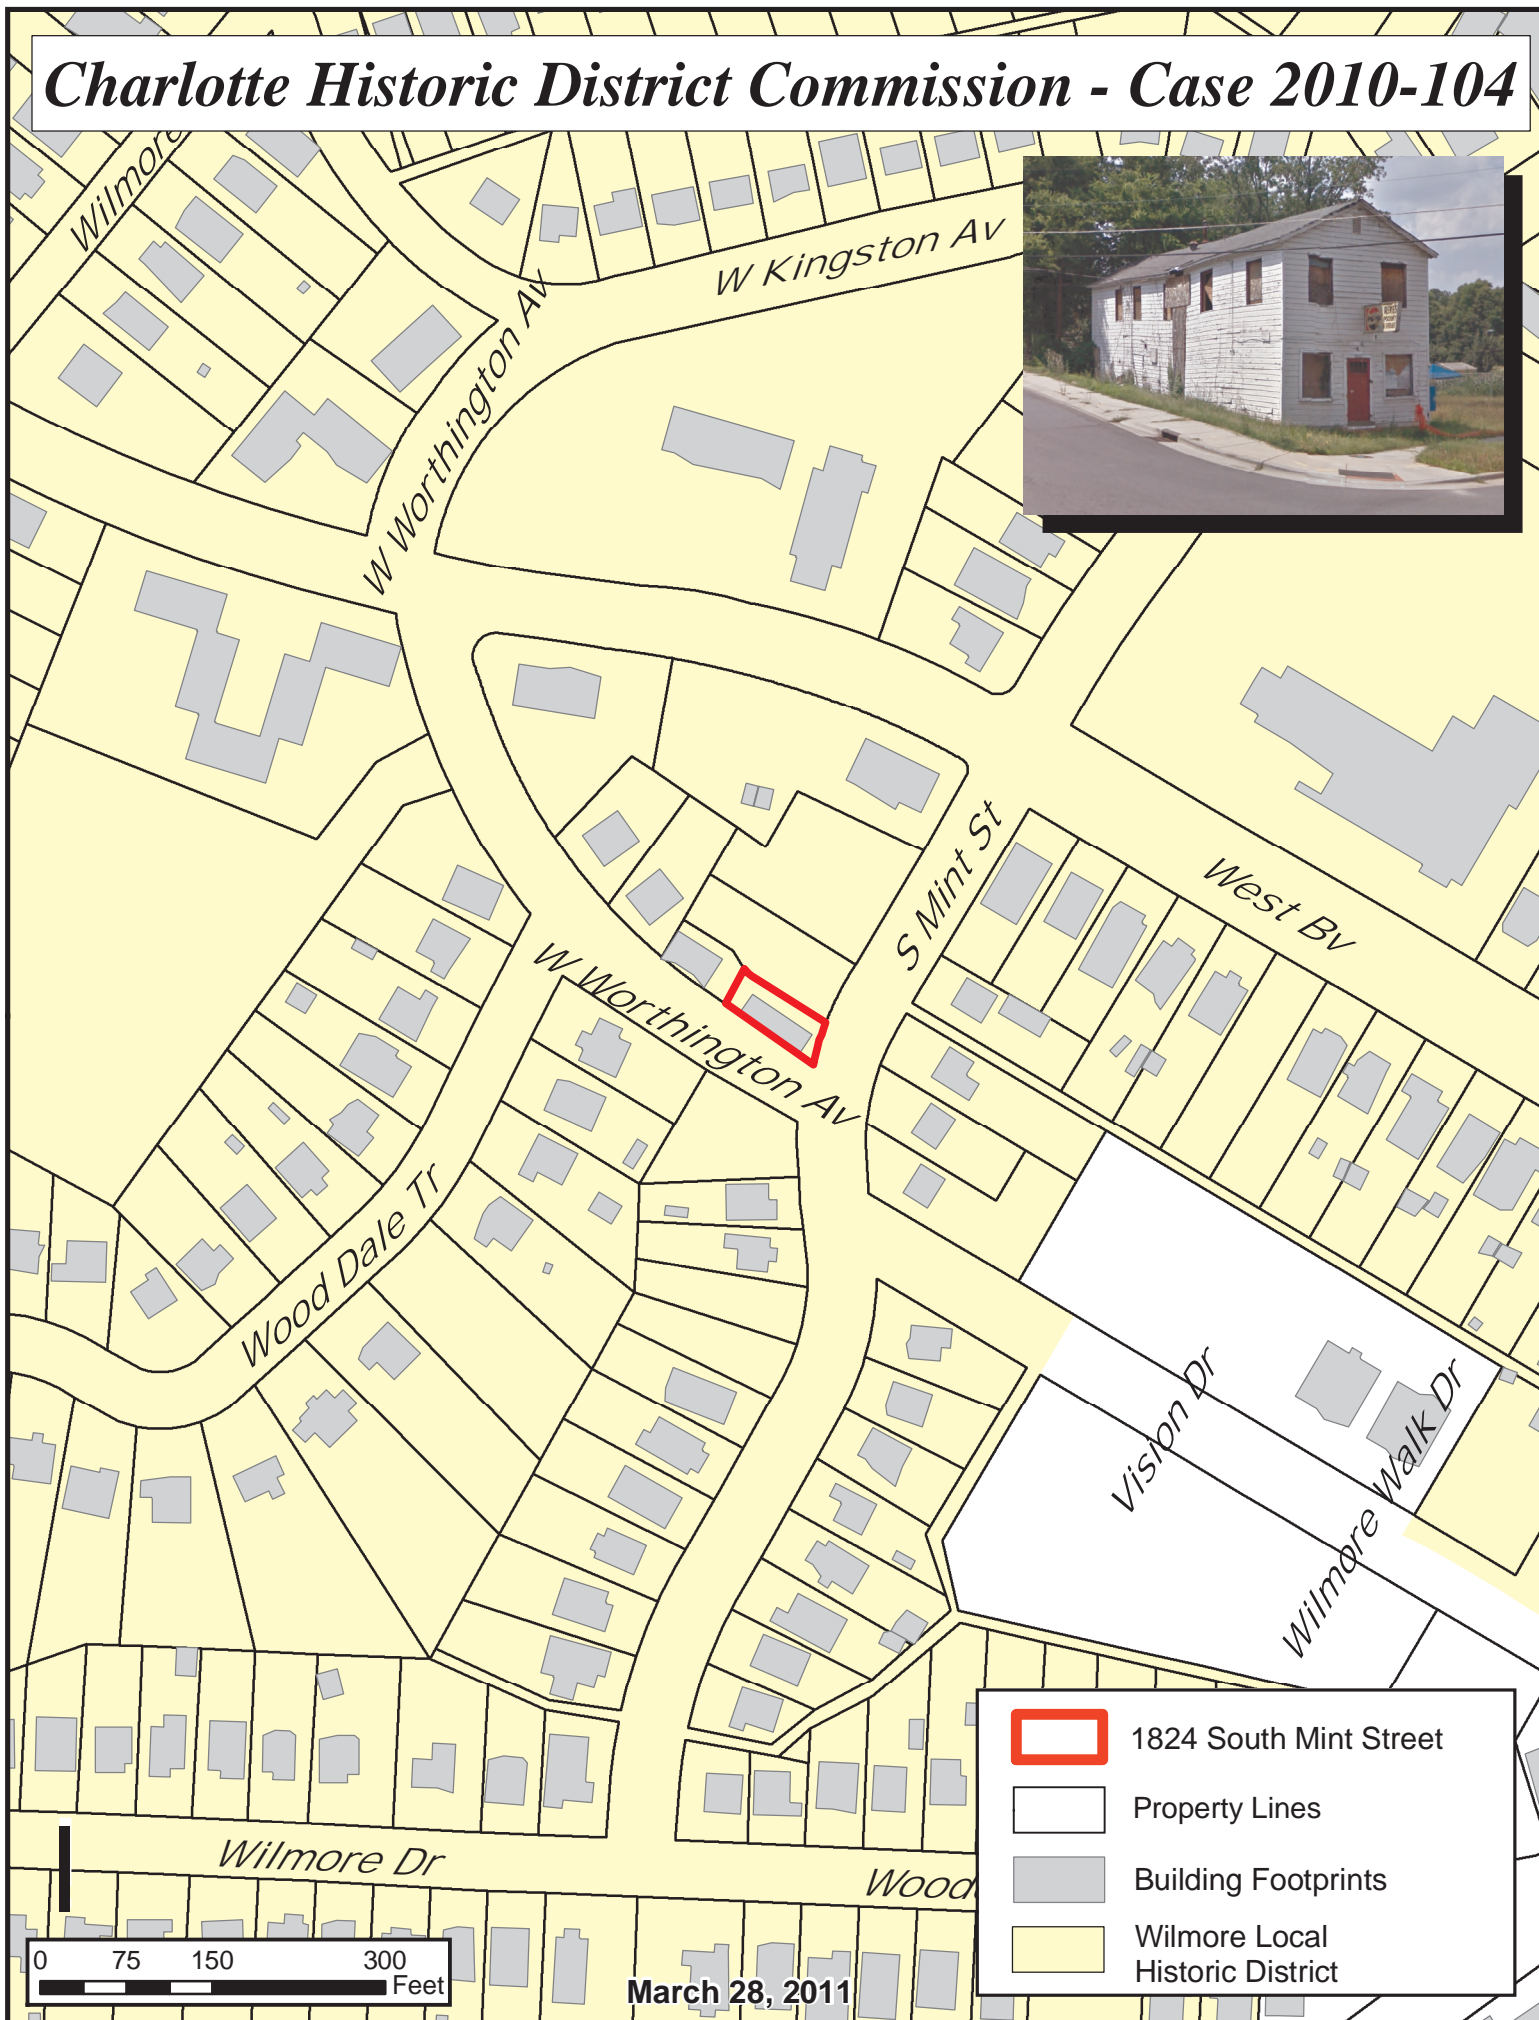 Charlotte Historic District Commission - Case 2010-104
Wilmore
W Kingston Av
W Worthington Av
S Mint St
West Bv
W Worthington Av
Wood Dale Tr
Vision Dr
Wilmore Walk Dr
Wilmore Dr
Wood
1824 South Mint Street
Property Lines
Building Footprints
Wilmore Local
Historic District
0 75 150 300
Feet
March 28, 2011